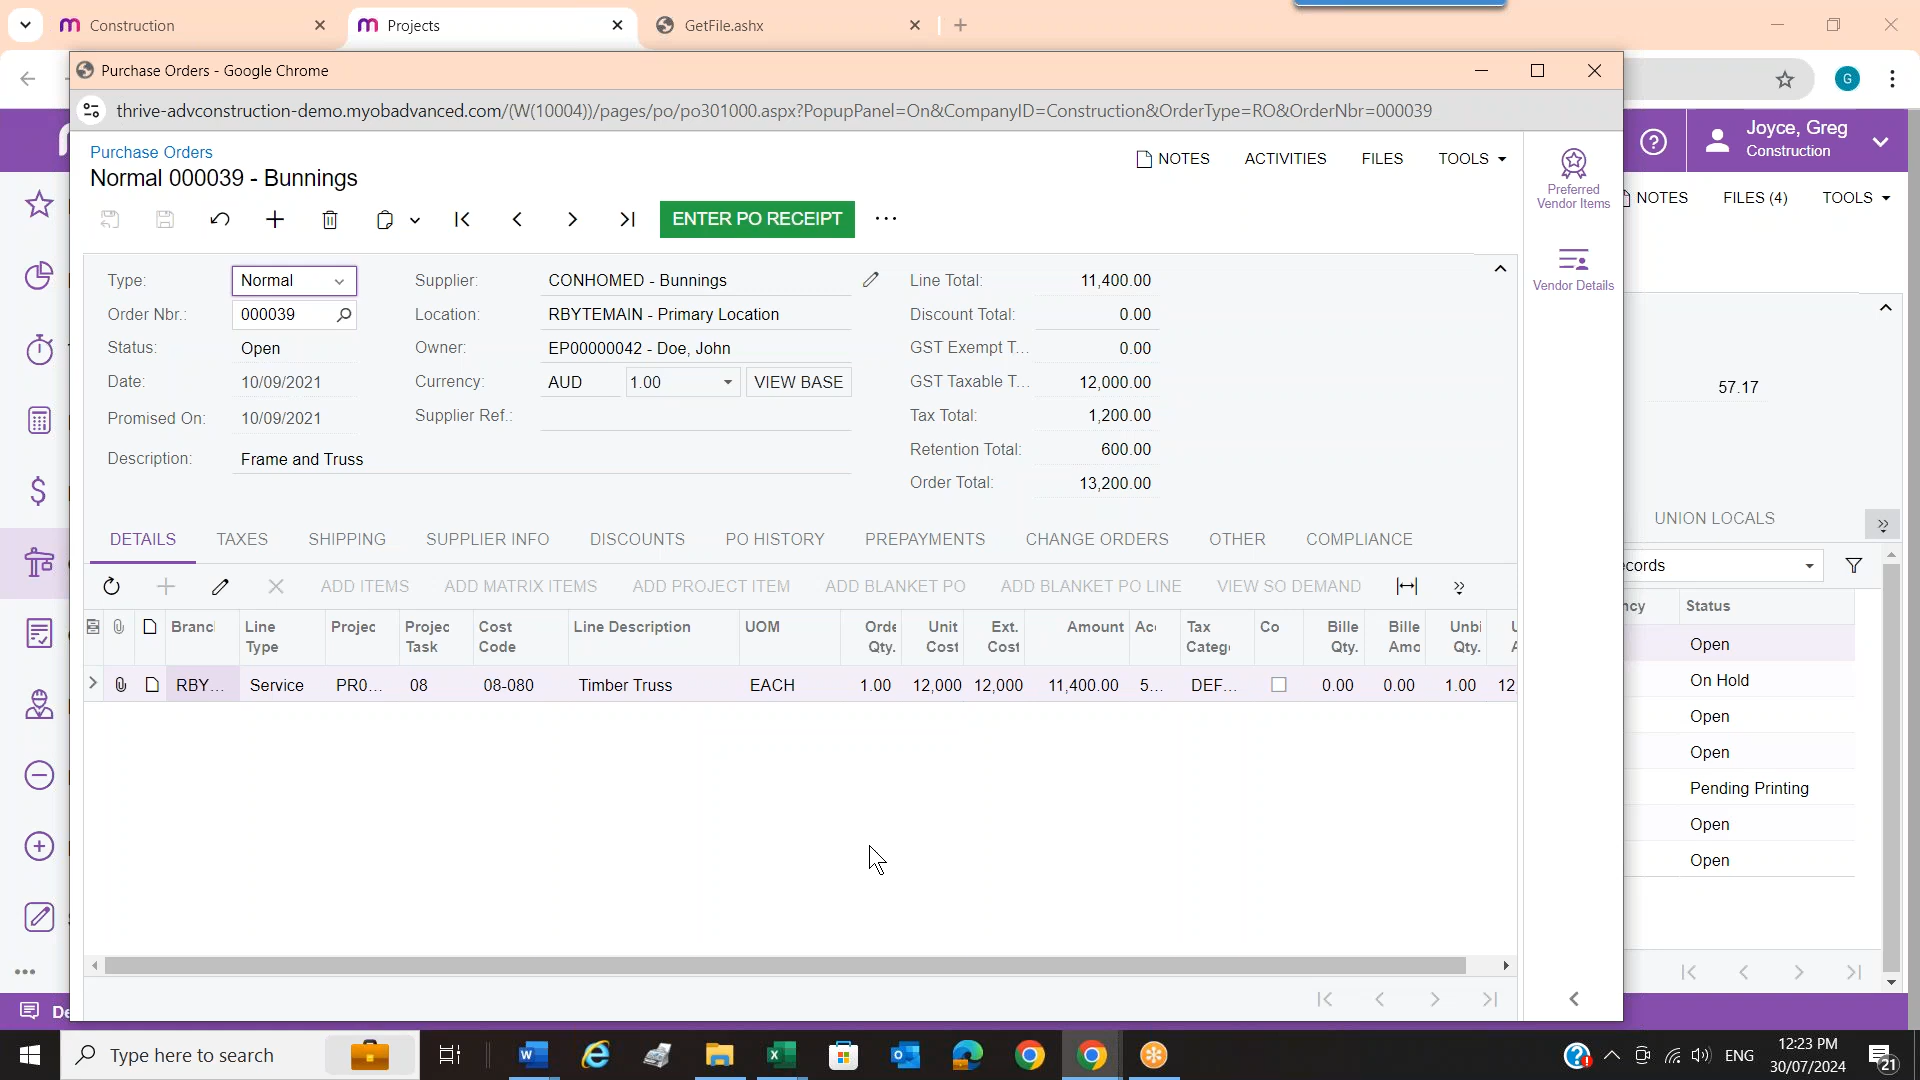 Construction
Projects
GetFile.ashx
Purchase Orders - Google Chrome
thrive-advconstruction-demo.myobadvanced.com/(W(10004))/pages/po/po301000.aspx?PopupPanel=On&CompanyID=Construction&OrderType=RO&OrderNbr=000039
G
Joyce, Greg
Construction
NOTES FILES (4) TOOLS
Purchase Orders
Normal 000039 - Bunnings
NOTES ACTIVITIES FILES TOOLS
Preferred
Vendor Items
Vendor Details
ENTER PO RECEIPT
Type: Normal
Order Nbr.: 000039
Status: Open
Date: 10/09/2021
Promised On: 10/09/2021
Description: Frame and Truss
Supplier: CONHOMED - Bunnings
Location: RBYTEMAIN - Primary Location
Owner: EP00000042 - Doe, John
Currency: AUD 1.00 VIEW BASE
Supplier Ref.:
Line Total: 11,400.00
Discount Total: 0.00
GST Exempt T... 0.00
GST Taxable T... 12,000.00
Tax Total: 1,200.00
Retention Total: 600.00
Order Total: 13,200.00
57.17
UNION LOCALS
DETAILS TAXES SHIPPING SUPPLIER INFO DISCOUNTS PO HISTORY PREPAYMENTS CHANGE ORDERS OTHER COMPLIANCE
ADD ITEMS ADD MATRIX ITEMS ADD PROJECT ITEM ADD BLANKET PO ADD BLANKET PO LINE VIEW SO DEMAND
Branc Line Type Projec Projec Task Cost Code Line Description UOM Orde Qty. Unit Cost Ext. Cost Amount Ac Tax Categ Co Bille Qty. Bille Amo Unbi Qty.
RBY... Service PR0... 08 08-080 Timber Truss EACH 1.00 12,000 12,000 11,400.00 5... DEF... 0.00 0.00 1.00 12
ecords
ncy Status
Open
On Hold
Open
Open
Pending Printing
Open
Open
De
Type here to search
ENG
12:23 PM
30/07/2024
21